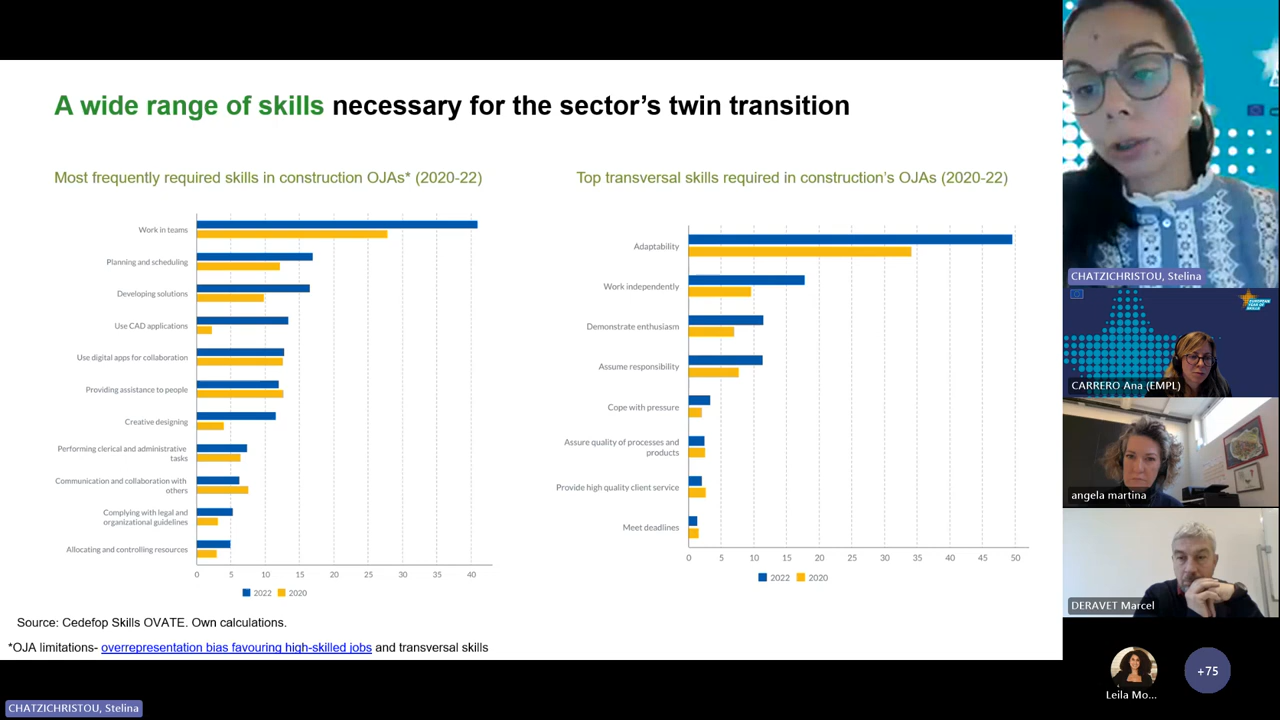 A wide range of skills necessary for the sector's twin transition
Most frequently required skills in construction OJAs* (2020-22)
Work in teams
Planning and scheduling
Developing solutions
Use CAD applications
Use digital apps for collaboration
Providing assistance to people
Creative designing
Performing clerical and administrative
tasks
Communication and collaboration with
others
Complying with legal and
organizational guidelines
Allocating and controlling resources
0 5 10 15 20 25 30 35 40
2022 2020
Top transversal skills required in construction's OJAs (2020-22)
Adaptability
Work independently
Demonstrate enthusiasm
Assume responsibility
Cope with pressure
Assure quality of processes and
products
Provide high quality client service
Meet deadlines
0 5 10 15 20 25 30 35 40 45 50
2022 2020
Source: Cedefop Skills OVATE. Own calculations.
*OJA limitations- overrepresentation bias favouring high-skilled jobs and transversal skills
CHATZICHRISTOU, Stelina
CHATZICHRISTOU, Stelina
EUROPEAN
YEAR OF
SKILLS
CARRERO Ana (EMPL)
angela martina
DERAVET Marcel
Leila Mo...
+75